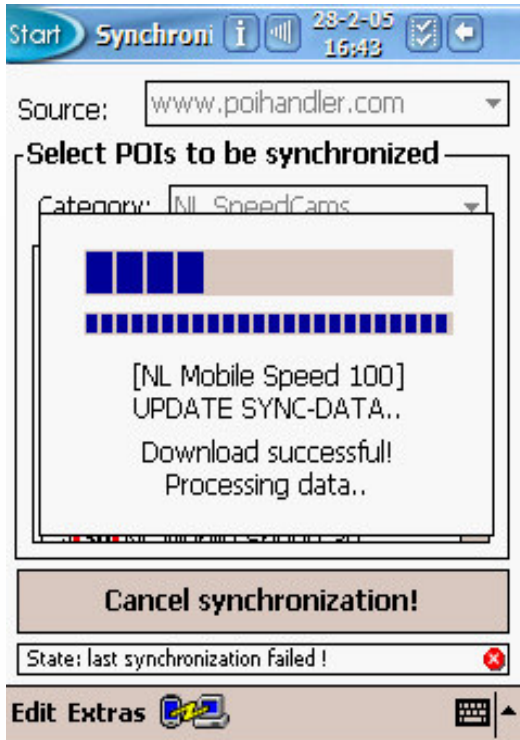 Start Synchroni 28-2-05
16:43
Source: www.poihandler.com
Select POIs to be synchronized
Category: NL SpeedCams
[NL Mobile Speed 100]
UPDATE SYNC-DATA..
Download successful!
Processing data..
Cancel synchronization!
State: last synchronization failed !
Edit Extras